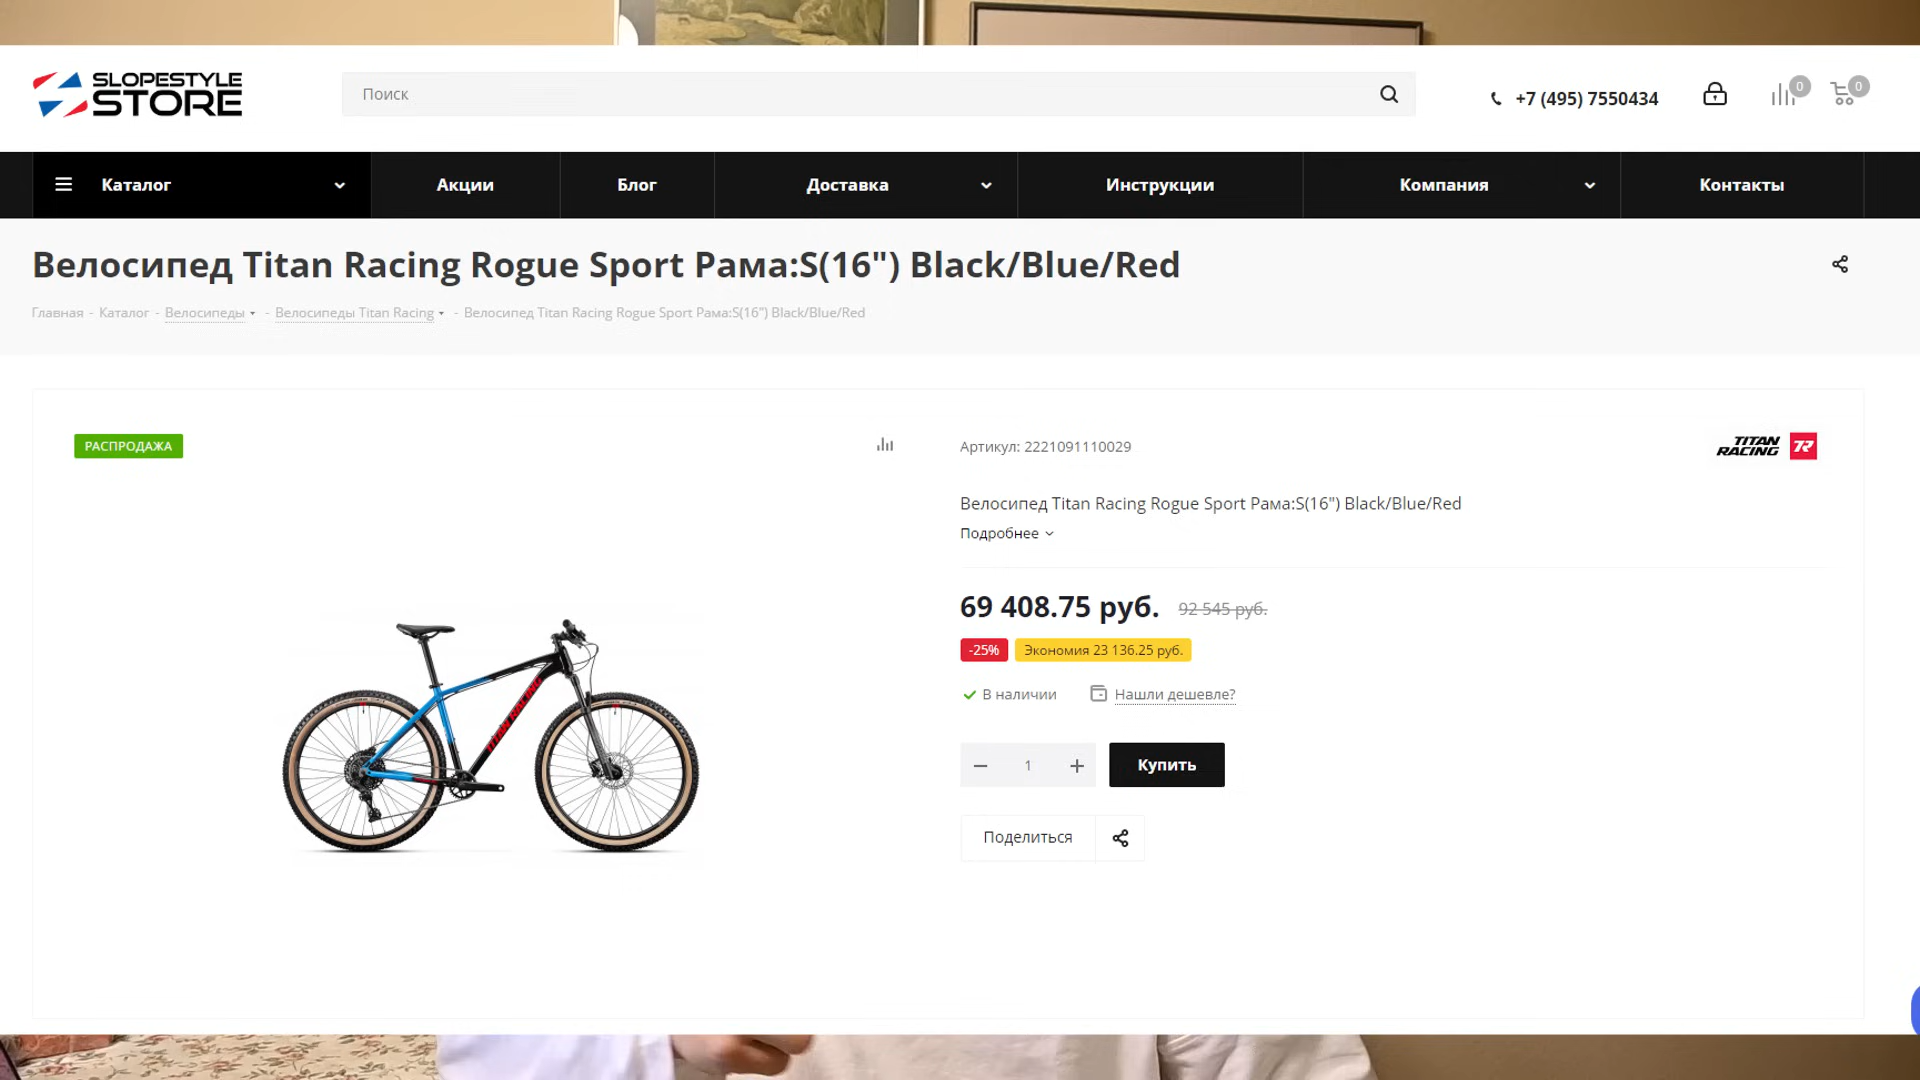 SLOPESTYLE
STORE
Поиск
+7 (495) 7550434
0
0
Каталог
Акции
Блог
Доставка
Инструкции
Компания
Контакты
Велосипед Titan Racing Rogue Sport Рама:S(16") Black/Blue/Red
Главная - Каталог - Велосипеды - Велосипеды Titan Racing - Велосипед Titan Racing Rogue Sport Рама:S(16") Black/Blue/Red
РАСПРОДАЖА
Артикул: 2221091110029
TITAN
RACING
TR
Велосипед Titan Racing Rogue Sport Рама:S(16") Black/Blue/Red
Подробнее
69 408.75 руб. 92 545 руб.
-25% Экономия 23 136.25 руб.
В наличии Нашли дешевле?
TITAN RACING
1
Купить
Поделиться